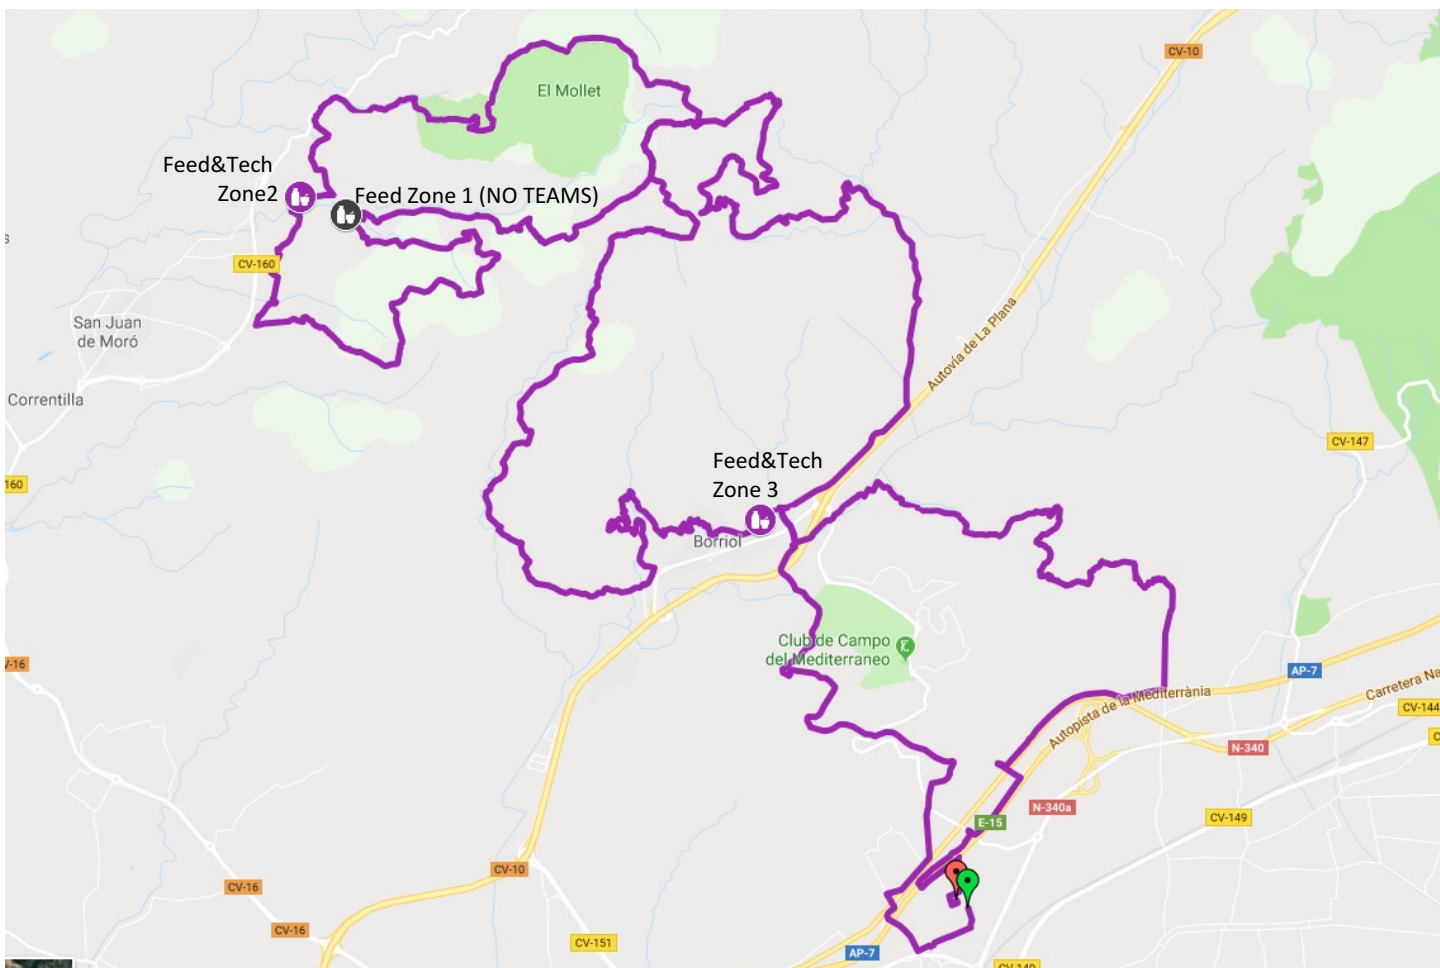 CV-10
El Mollet
Feed&Tech
Zone2
Feed Zone 1 (NO TEAMS)
s
CV-160
San Juan
de Moró
Autovía de La Plana
Correntilla
CV-147
Feed&Tech
Zone 3
160
Borriol
Club de Campo
del Mediterraneo
V-16
AP-7
Autopista de la Mediterrània
Carretera Na
CV-144
C
N-340
N-340a
CV-149
E-15
CV-10
CV-16
CV-16
CV-151
AP-7
CV-149